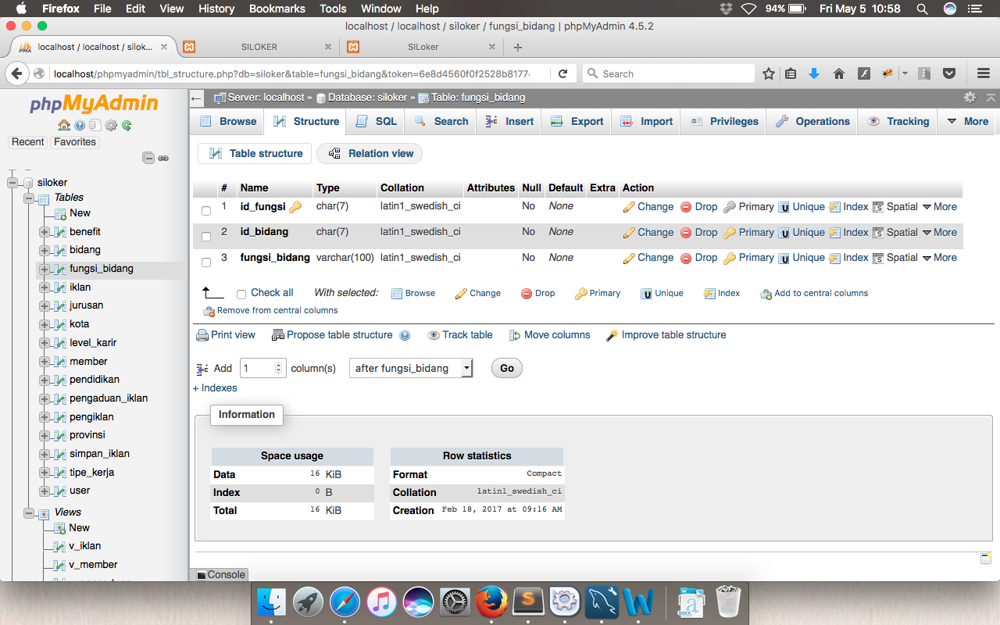 Firefox File Edit View History Bookmarks Tools Window Help 94% Fri May 5 10:58
localhost / localhost / siloker / fungsi_bidang | phpMyAdmin 4.5.2
localhost / localhost / silok... SILOKER SILoker
localhost/phpmyadmin/tbl_structure.php?db=siloker&table=fungsi_bidang&token=6e8d4560f0f2528b8177 Search
phpMyAdmin
Recent Favorites
siloker
Tables
New
benefit
bidang
fungsi_bidang
iklan
jurusan
kota
level_karir
member
pendidikan
pengaduan_iklan
pengiklan
provinsi
simpan_iklan
tipe_kerja
user
Views
New
v_iklan
v_member
Server: localhost » Database: siloker » Table: fungsi_bidang
Browse Structure SQL Search Insert Export Import Privileges Operations Tracking More
Table structure Relation view
# Name Type Collation Attributes Null Default Extra Action
1 id_fungsi char(7) latin1_swedish_ci No None Change Drop Primary Unique Index Spatial More
2 id_bidang char(7) latin1_swedish_ci No None Change Drop Primary Unique Index Spatial More
3 fungsi_bidang varchar(100) latin1_swedish_ci No None Change Drop Primary Unique Index Spatial More
Check all With selected: Browse Change Drop Primary Unique Index Add to central columns
Remove from central columns
Print view Propose table structure Track table Move columns Improve table structure
Add 1 column(s) after fungsi_bidang Go
+ Indexes
Information
Space usage
Data 16 KiB
Index 0 B
Total 16 KiB
Row statistics
Format Compact
Collation latin1_swedish_ci
Creation Feb 18, 2017 at 09:16 AM
Console